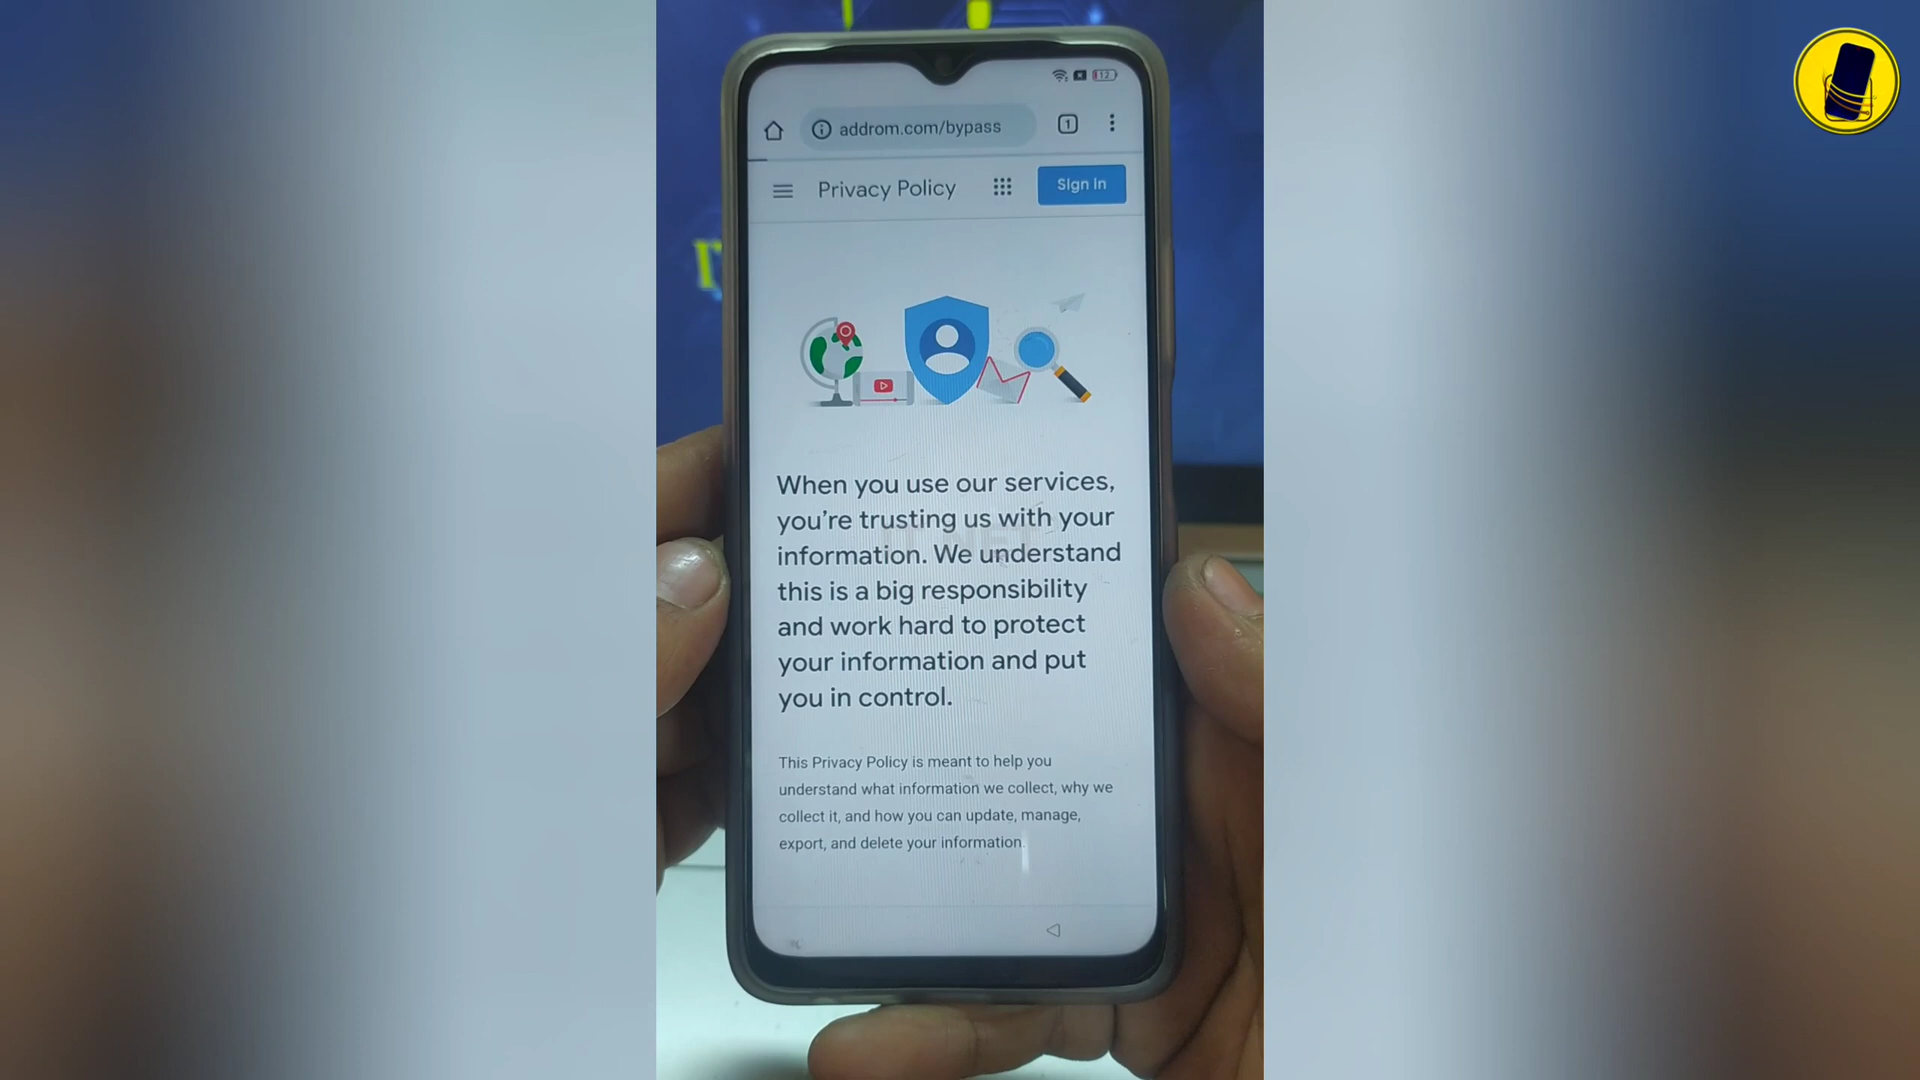 12
addrom.com/bypass
1
Privacy Policy
Sign in
When you use our services,
you're trusting us with your
information. We understand
this is a big responsibility
and work hard to protect
your information and put
you in control.
This Privacy Policy is meant to help you
understand what information we collect, why we
collect it, and how you can update, manage,
export, and delete your information.